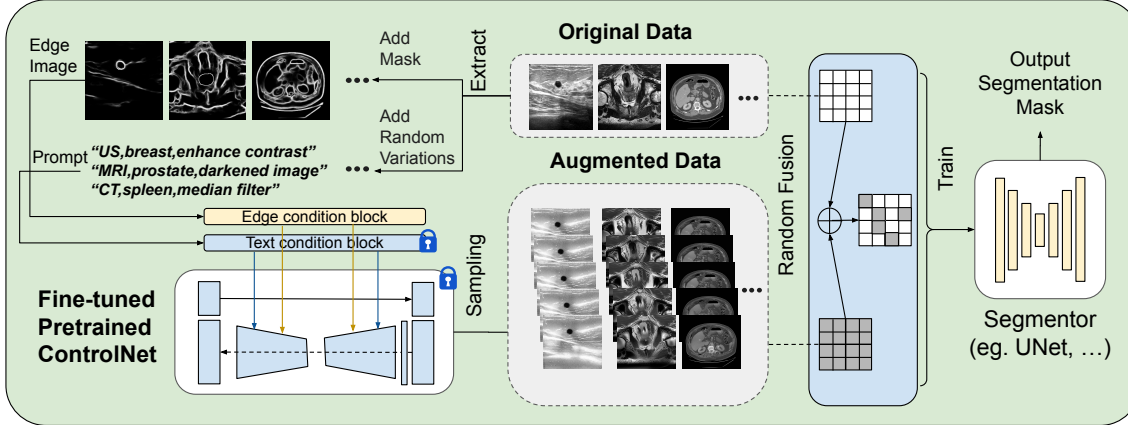 Edge
Image
Add
Mask
Extract
Add
Random
Variations
Original Data
Prompt
“US,breast,enhance contrast”
“MRI,prostate,darkened image”
“CT,spleen,median filter”
Edge condition block
Text condition block
Fine-tuned
Pretrained
ControlNet
Sampling
Augmented Data
Random Fusion
Train
Output
Segmentation
Mask
Segmentor
(eg. UNet, …)